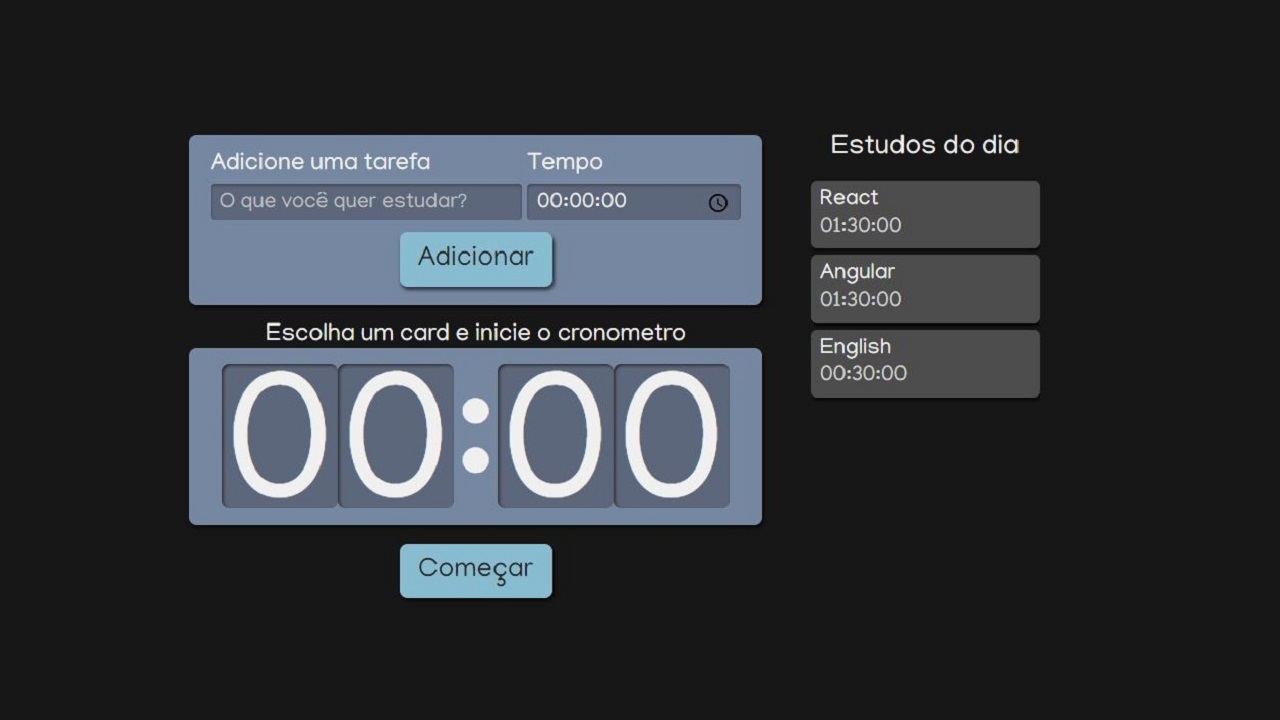 Adicione uma tarefa
Tempo
O que você quer estudar?
00:00:00
Adicionar
Escolha um card e inicie o cronometro
00:00
Começar
Estudos do dia
React
01:30:00
Angular
01:30:00
English
00:30:00